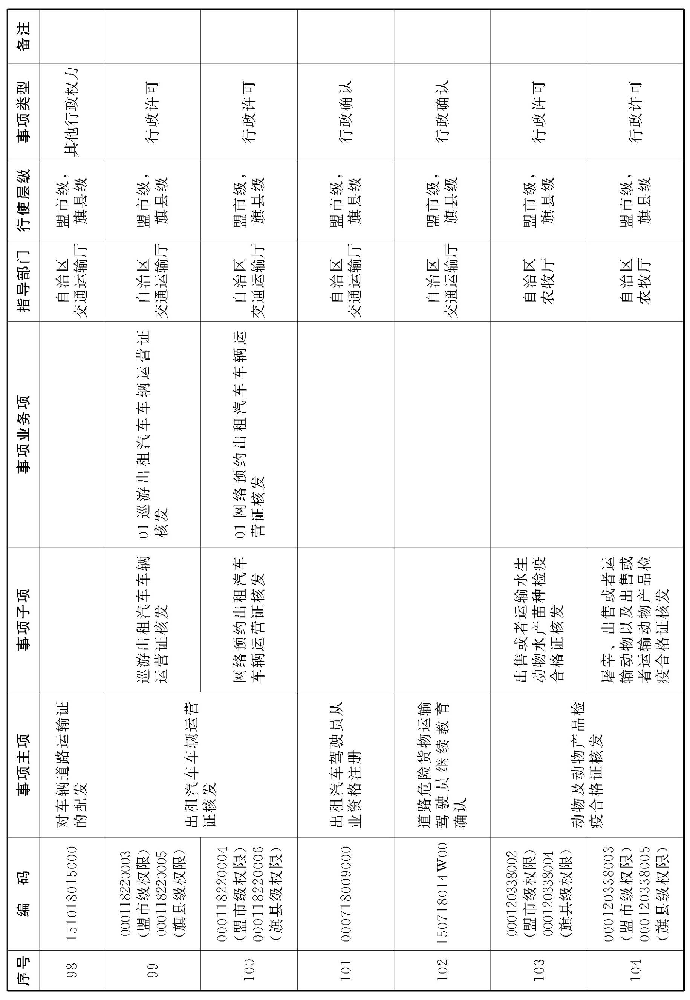 序号
编　码
事项主项
事项子项
事项业务项
指导部门
行使层级
事项类型
备注
98
151018015000
对车辆道路运输证
的配发
自治区
交通运输厅
盟市级，
旗县级
其他行政权力
99
000118220003
（盟市级权限）
000118220005
（旗县级权限）
出租汽车车辆运营
证核发
巡游出租汽车车辆
运营证核发
01 巡游出租汽车车辆运营证
核发
自治区
交通运输厅
盟市级，
旗县级
行政许可
100
000118220004
（盟市级权限）
000118220006
（旗县级权限）
网络预约出租汽车
车辆运营证核发
01 网络预约出租汽车车辆运
营证核发
自治区
交通运输厅
盟市级，
旗县级
行政许可
101
000718009000
出租汽车驾驶员从
业资格注册
自治区
交通运输厅
盟市级，
旗县级
行政确认
102
150718014W00
道路危险货物运输
驾驶员继续教育
确认
自治区
交通运输厅
盟市级，
旗县级
行政确认
103
000120338002
（盟市级权限）
000120338004
（旗县级权限）
动物及动物产品检
疫合格证核发
出售或者运输水生
动物水产苗种检疫
合格证核发
自治区
农牧厅
盟市级，
旗县级
行政许可
104
000120338003
（盟市级权限）
000120338005
（旗县级权限）
屠宰、出售或者运
输动物以及出售或
者运输动物产品检
疫合格证核发
自治区
农牧厅
盟市级，
旗县级
行政许可